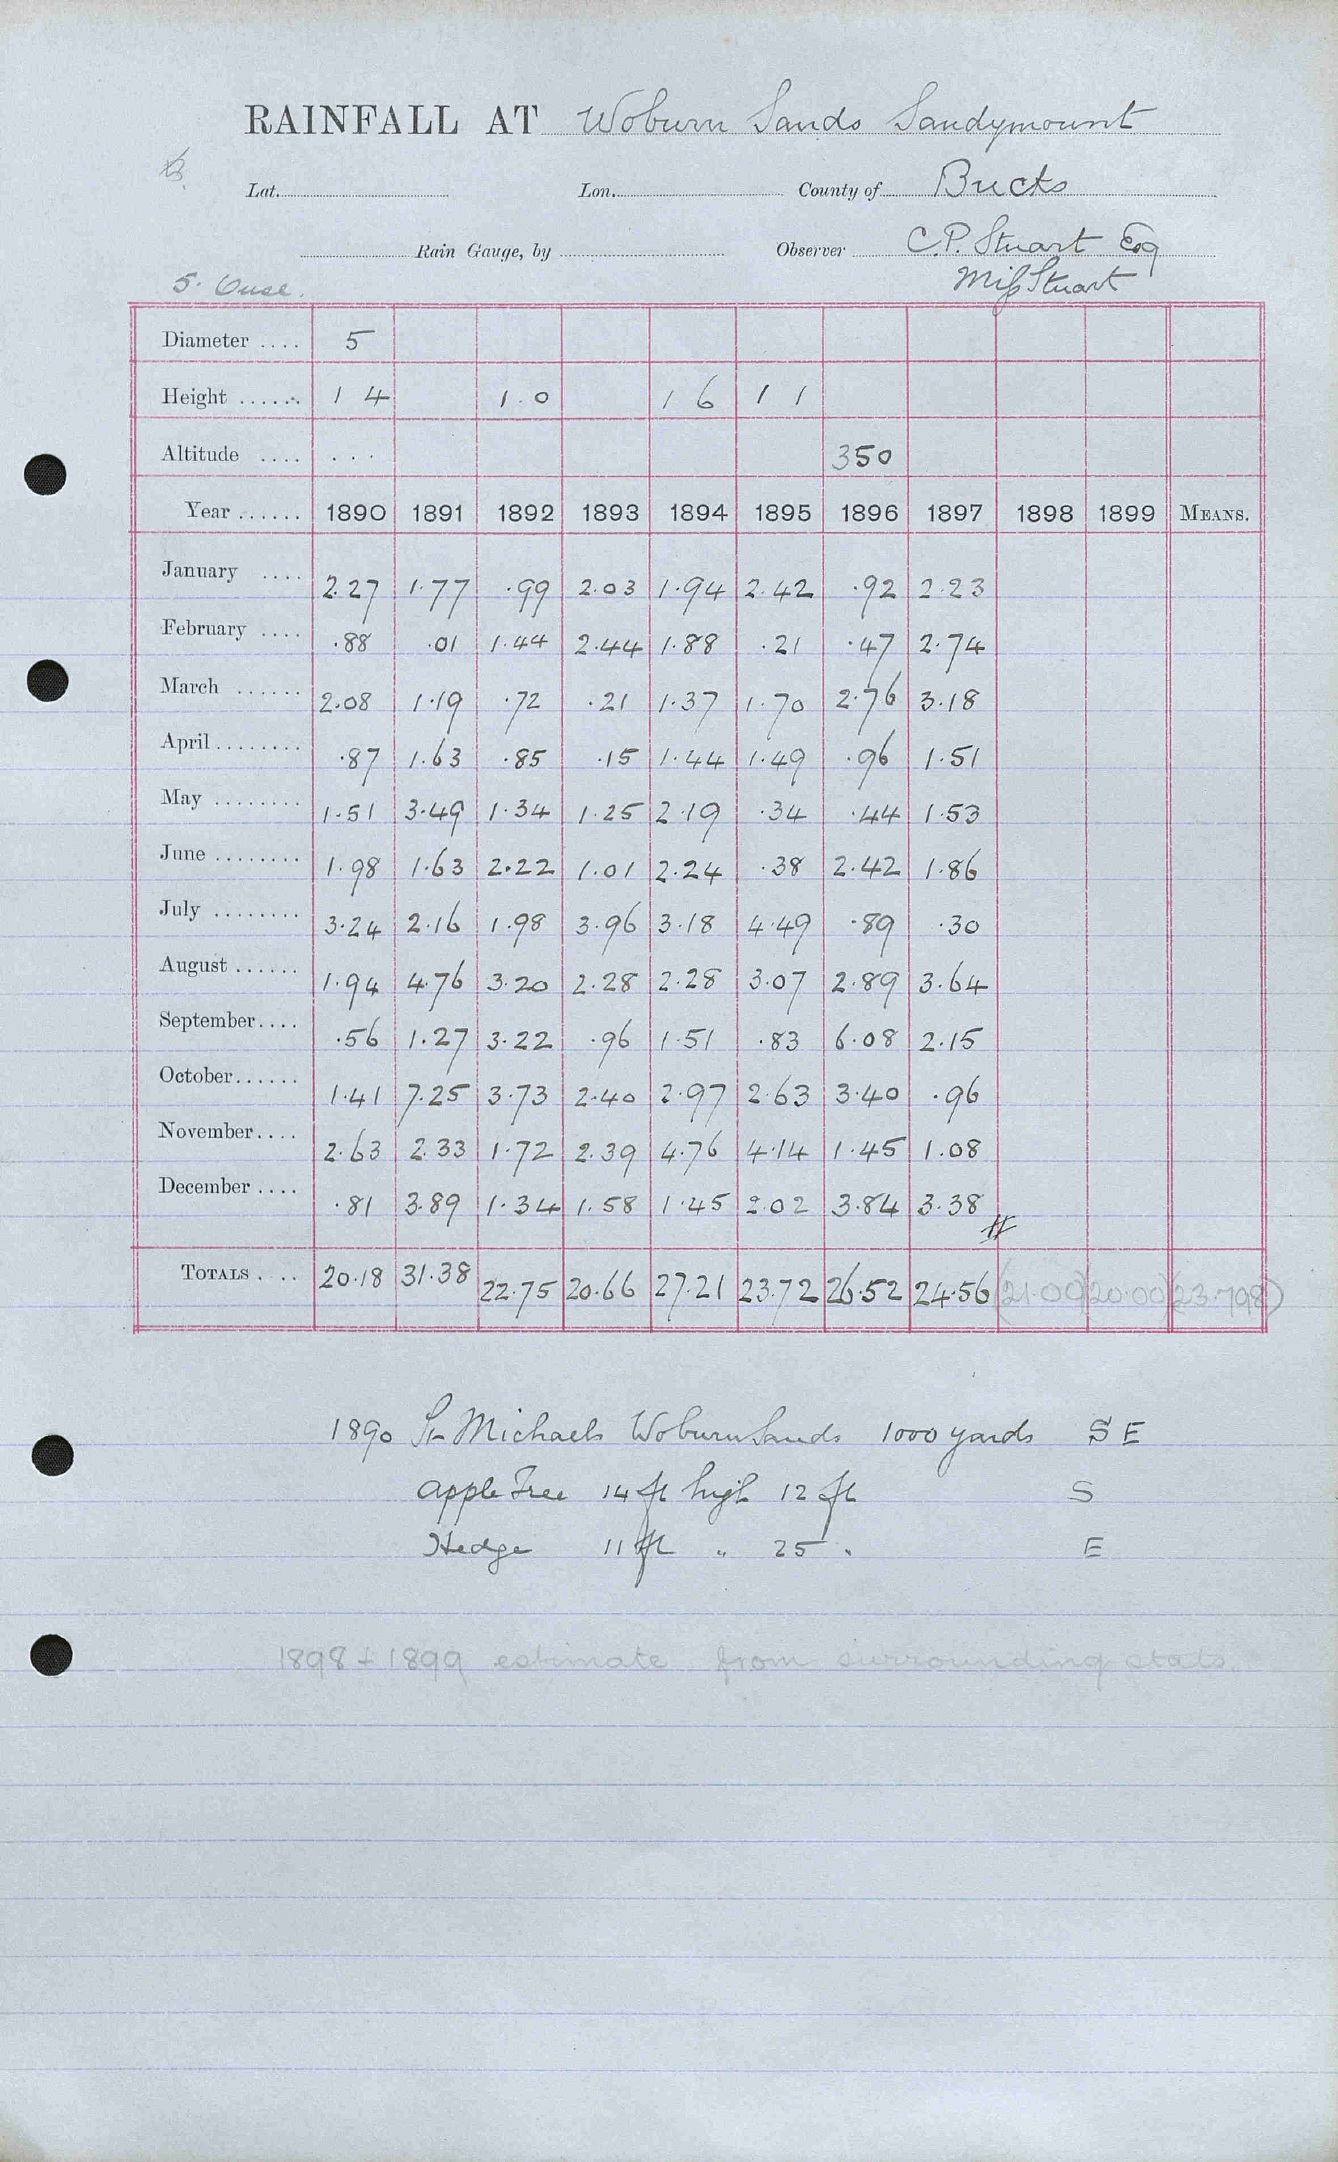 RAINFALL AT Woburn Sands Sandymount
Lat. Lon. County of Bucks
Rain Gauge, by Observer C.P. Stuart Esq
5. Ouse. Miss Stuart
Diameter .... 5
Height ...... 1 4 1 0 1 6 1 1
Altitude .... ... 350
Year ...... 1890 1891 1892 1893 1894 1895 1896 1897 1898 1899 MEANS.
January .... 2.27 1.77 .99 2.03 1.94 2.42 .92 2.23
February .... .88 .01 1.44 2.44 1.88 .21 .47 2.74
March ...... 2.08 1.19 .72 .21 1.37 1.70 2.76 3.18
April........ .87 1.63 .85 .15 1.44 1.49 .96 1.51
May ........ 1.51 3.49 1.34 1.25 2.19 .34 .44 1.53
June ........ 1.98 1.63 2.22 1.01 2.24 .38 2.42 1.86
July ........ 3.24 2.16 1.98 3.96 3.18 4.49 .89 .30
August ...... 1.94 4.76 3.20 2.28 2.28 3.07 2.89 3.64
September.... .56 1.27 3.22 .96 1.51 .83 6.08 2.15
October...... 1.41 7.25 3.73 2.40 2.97 2.63 3.40 .96
November.... 2.63 2.33 1.72 2.39 4.76 4.14 1.45 1.08
December .... .81 3.89 1.34 1.58 1.45 2.02 3.84 3.38
TOTALS .... 20.18 31.38 22.75 20.66 27.21 23.72 26.52 24.56 (21.00) (20.00) (23.798)
1890 St Michaels Woburn Sands 1000 yards S E
Apple Tree 14 ft high 12 ft S
Hedge 11 ft " 25 " E
1898 + 1899 estimate from surrounding stats.